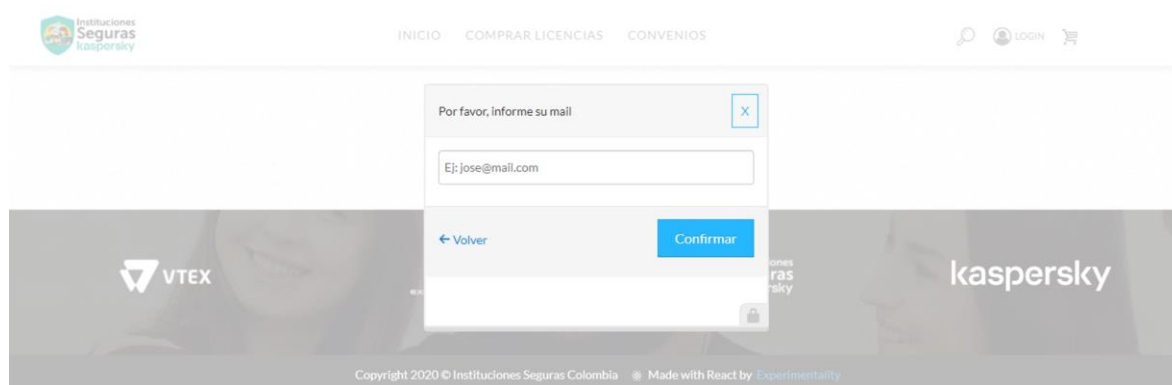 Instituciones
Seguras
kaspersky
INICIO COMPRAR LICENCIAS CONVENIOS
LOGIN
Por favor, informe su mail
X
Ej: jose@mail.com
← Volver
Confirmar
VTEX
kaspersky
Copyright 2020 © Instituciones Seguras Colombia
Made with React by Experimentality